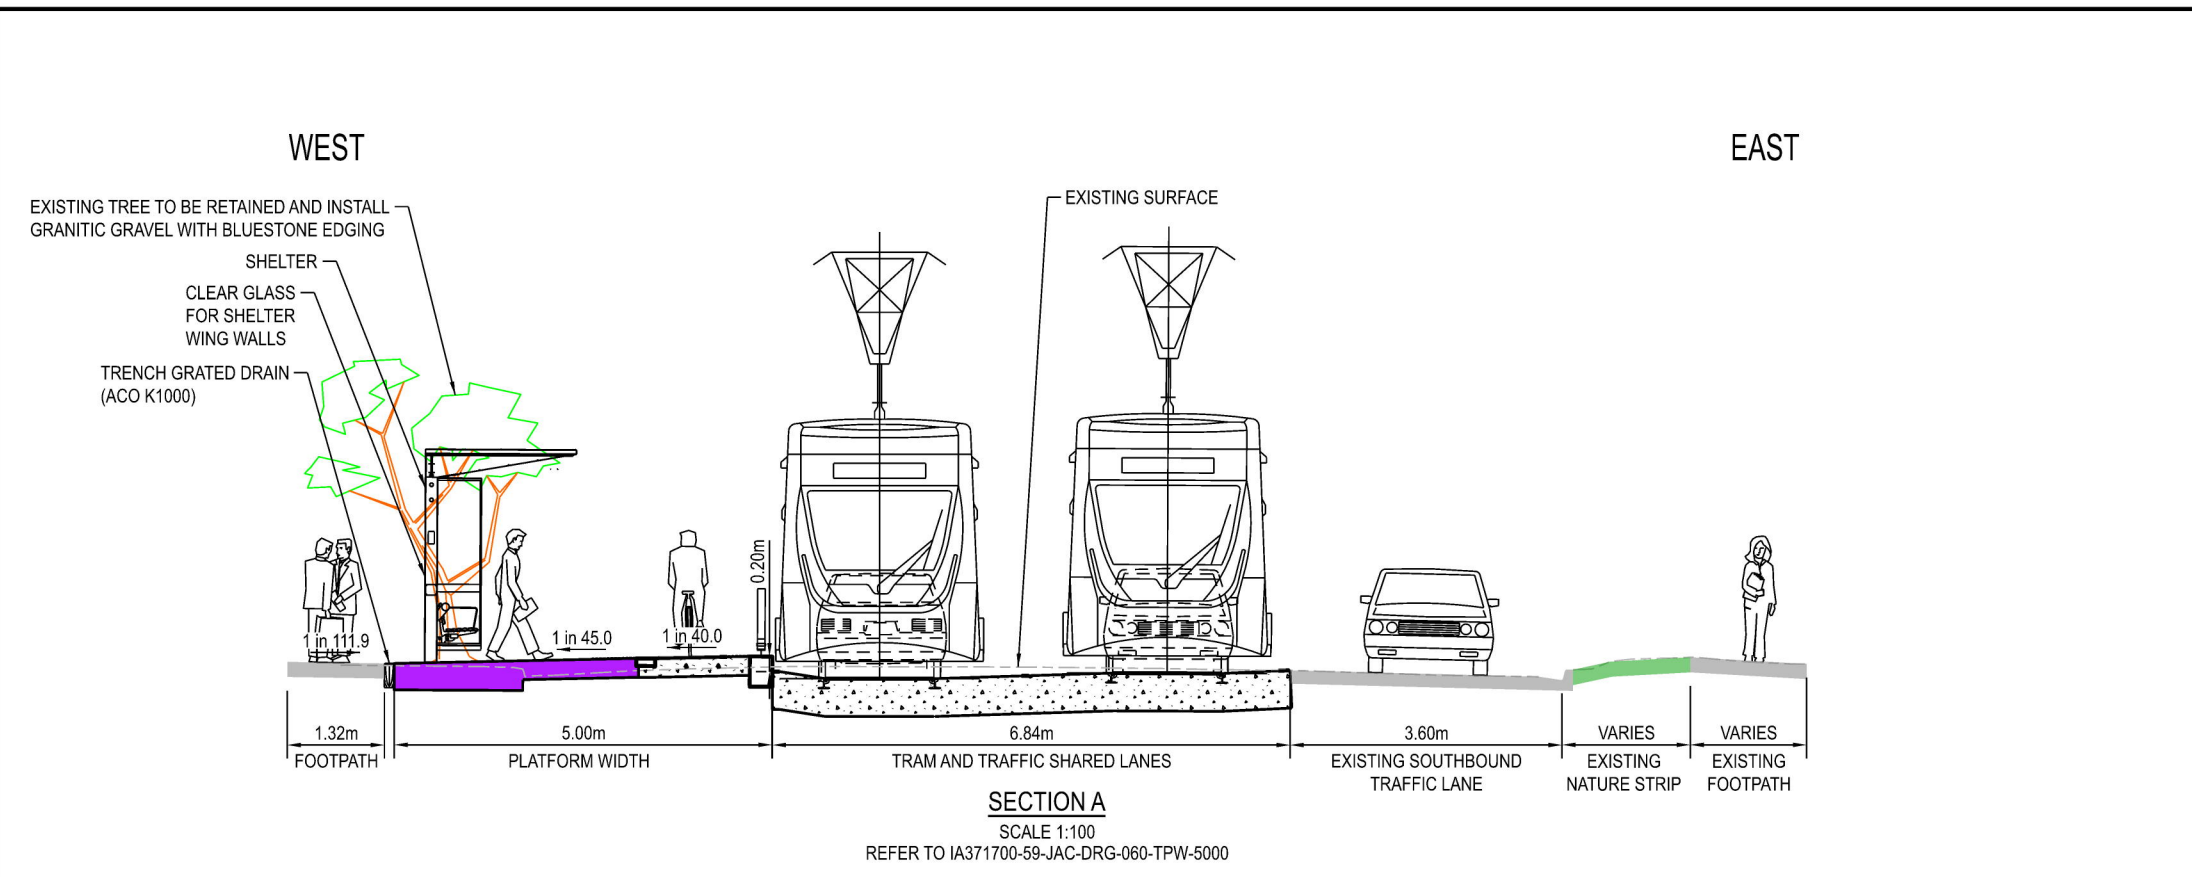 WEST
EAST
EXISTING TREE TO BE RETAINED AND INSTALL
GRANITIC GRAVEL WITH BLUESTONE EDGING
EXISTING SURFACE
SHELTER
CLEAR GLASS
FOR SHELTER
WING WALLS
TRENCH GRATED DRAIN
(ACO K1000)
0.20m
1 in 111.9
1 in 45.0
1 in 40.0
1.32m
FOOTPATH
5.00m
PLATFORM WIDTH
6.84m
TRAM AND TRAFFIC SHARED LANES
3.60m
EXISTING SOUTHBOUND
TRAFFIC LANE
VARIES
EXISTING
NATURE STRIP
VARIES
EXISTING
FOOTPATH
SECTION A
SCALE 1:100
REFER TO IA371700-59-JAC-DRG-060-TPW-5000